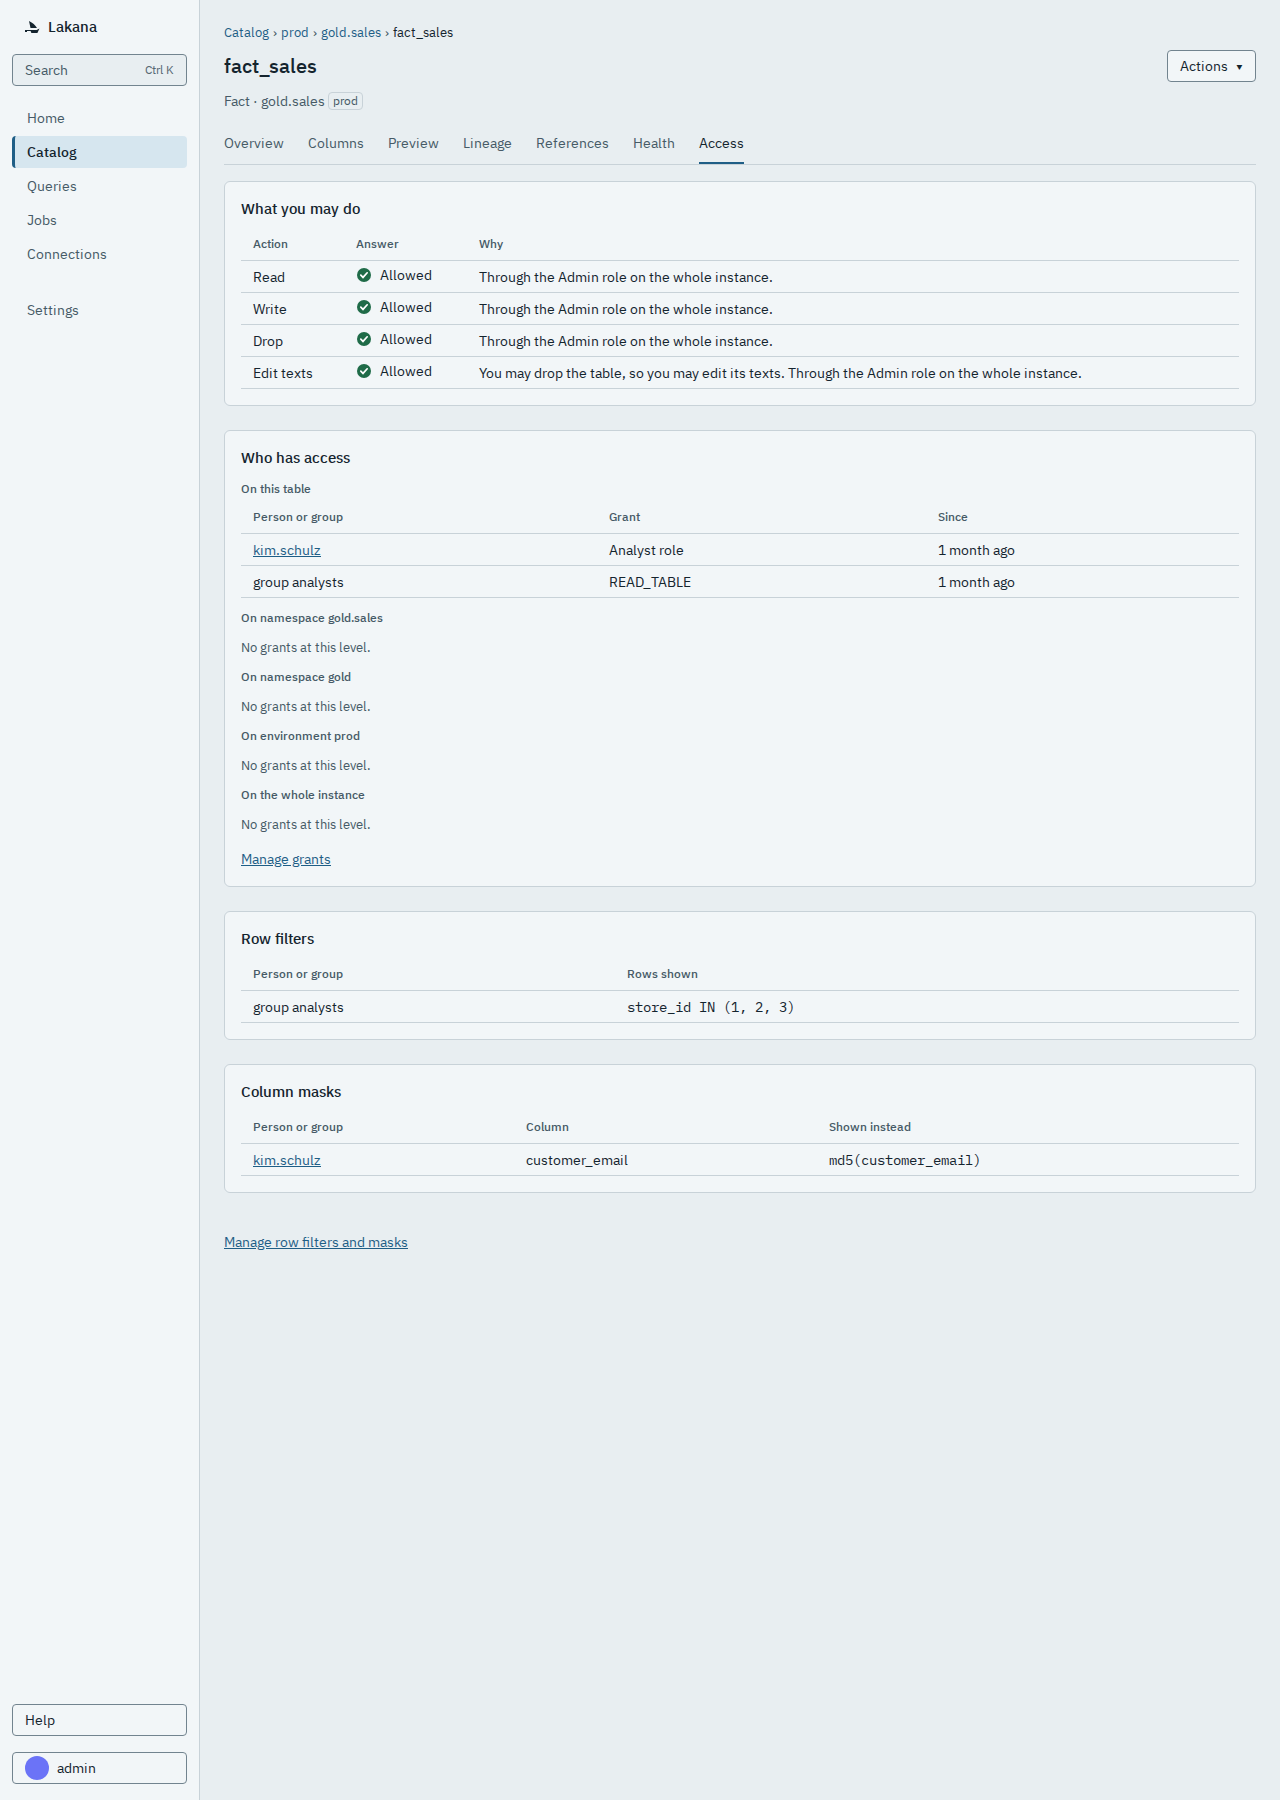 Lakana
Search Ctrl K
Home
Catalog
Queries
Jobs
Connections
Settings
Help
admin
Catalog › prod › gold.sales › fact_sales
fact_sales
Actions ▾
Fact · gold.sales prod
Overview Columns Preview Lineage References Health Access
What you may do
Action Answer Why
Read Allowed Through the Admin role on the whole instance.
Write Allowed Through the Admin role on the whole instance.
Drop Allowed Through the Admin role on the whole instance.
Edit texts Allowed You may drop the table, so you may edit its texts. Through the Admin role on the whole instance.
Who has access
On this table
Person or group Grant Since
kim.schulz Analyst role 1 month ago
group analysts READ_TABLE 1 month ago
On namespace gold.sales
No grants at this level.
On namespace gold
No grants at this level.
On environment prod
No grants at this level.
On the whole instance
No grants at this level.
Manage grants
Row filters
Person or group Rows shown
group analysts store_id IN (1, 2, 3)
Column masks
Person or group Column Shown instead
kim.schulz customer_email md5(customer_email)
Manage row filters and masks